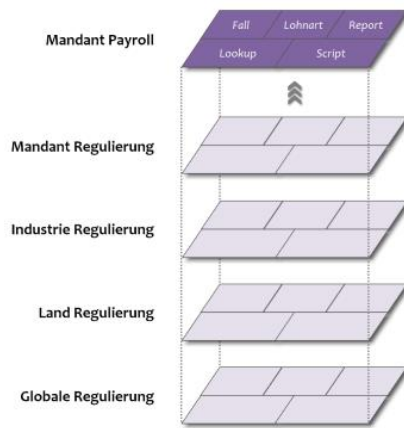 Mandant Payroll
Fall Lohnart Report
Lookup Script
Mandant Regulierung
Industrie Regulierung
Land Regulierung
Globale Regulierung